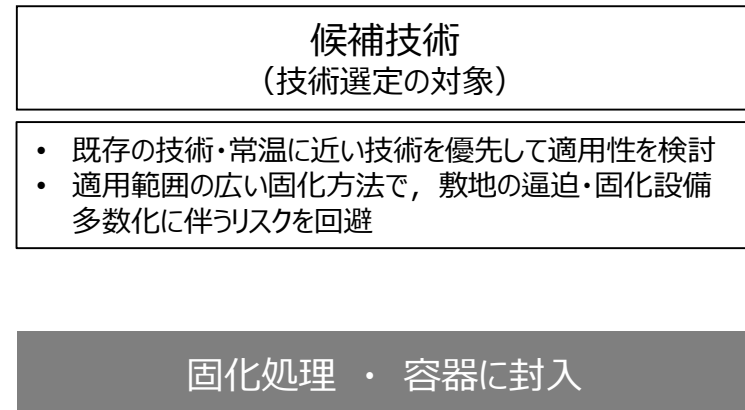 候補技術
（技術選定の対象）
• 既存の技術・常温に近い技術を優先して適用性を検討
• 適用範囲の広い固化方法で，敷地の逼迫・固化設備
多数化に伴うリスクを回避
固化処理 ・ 容器に封入